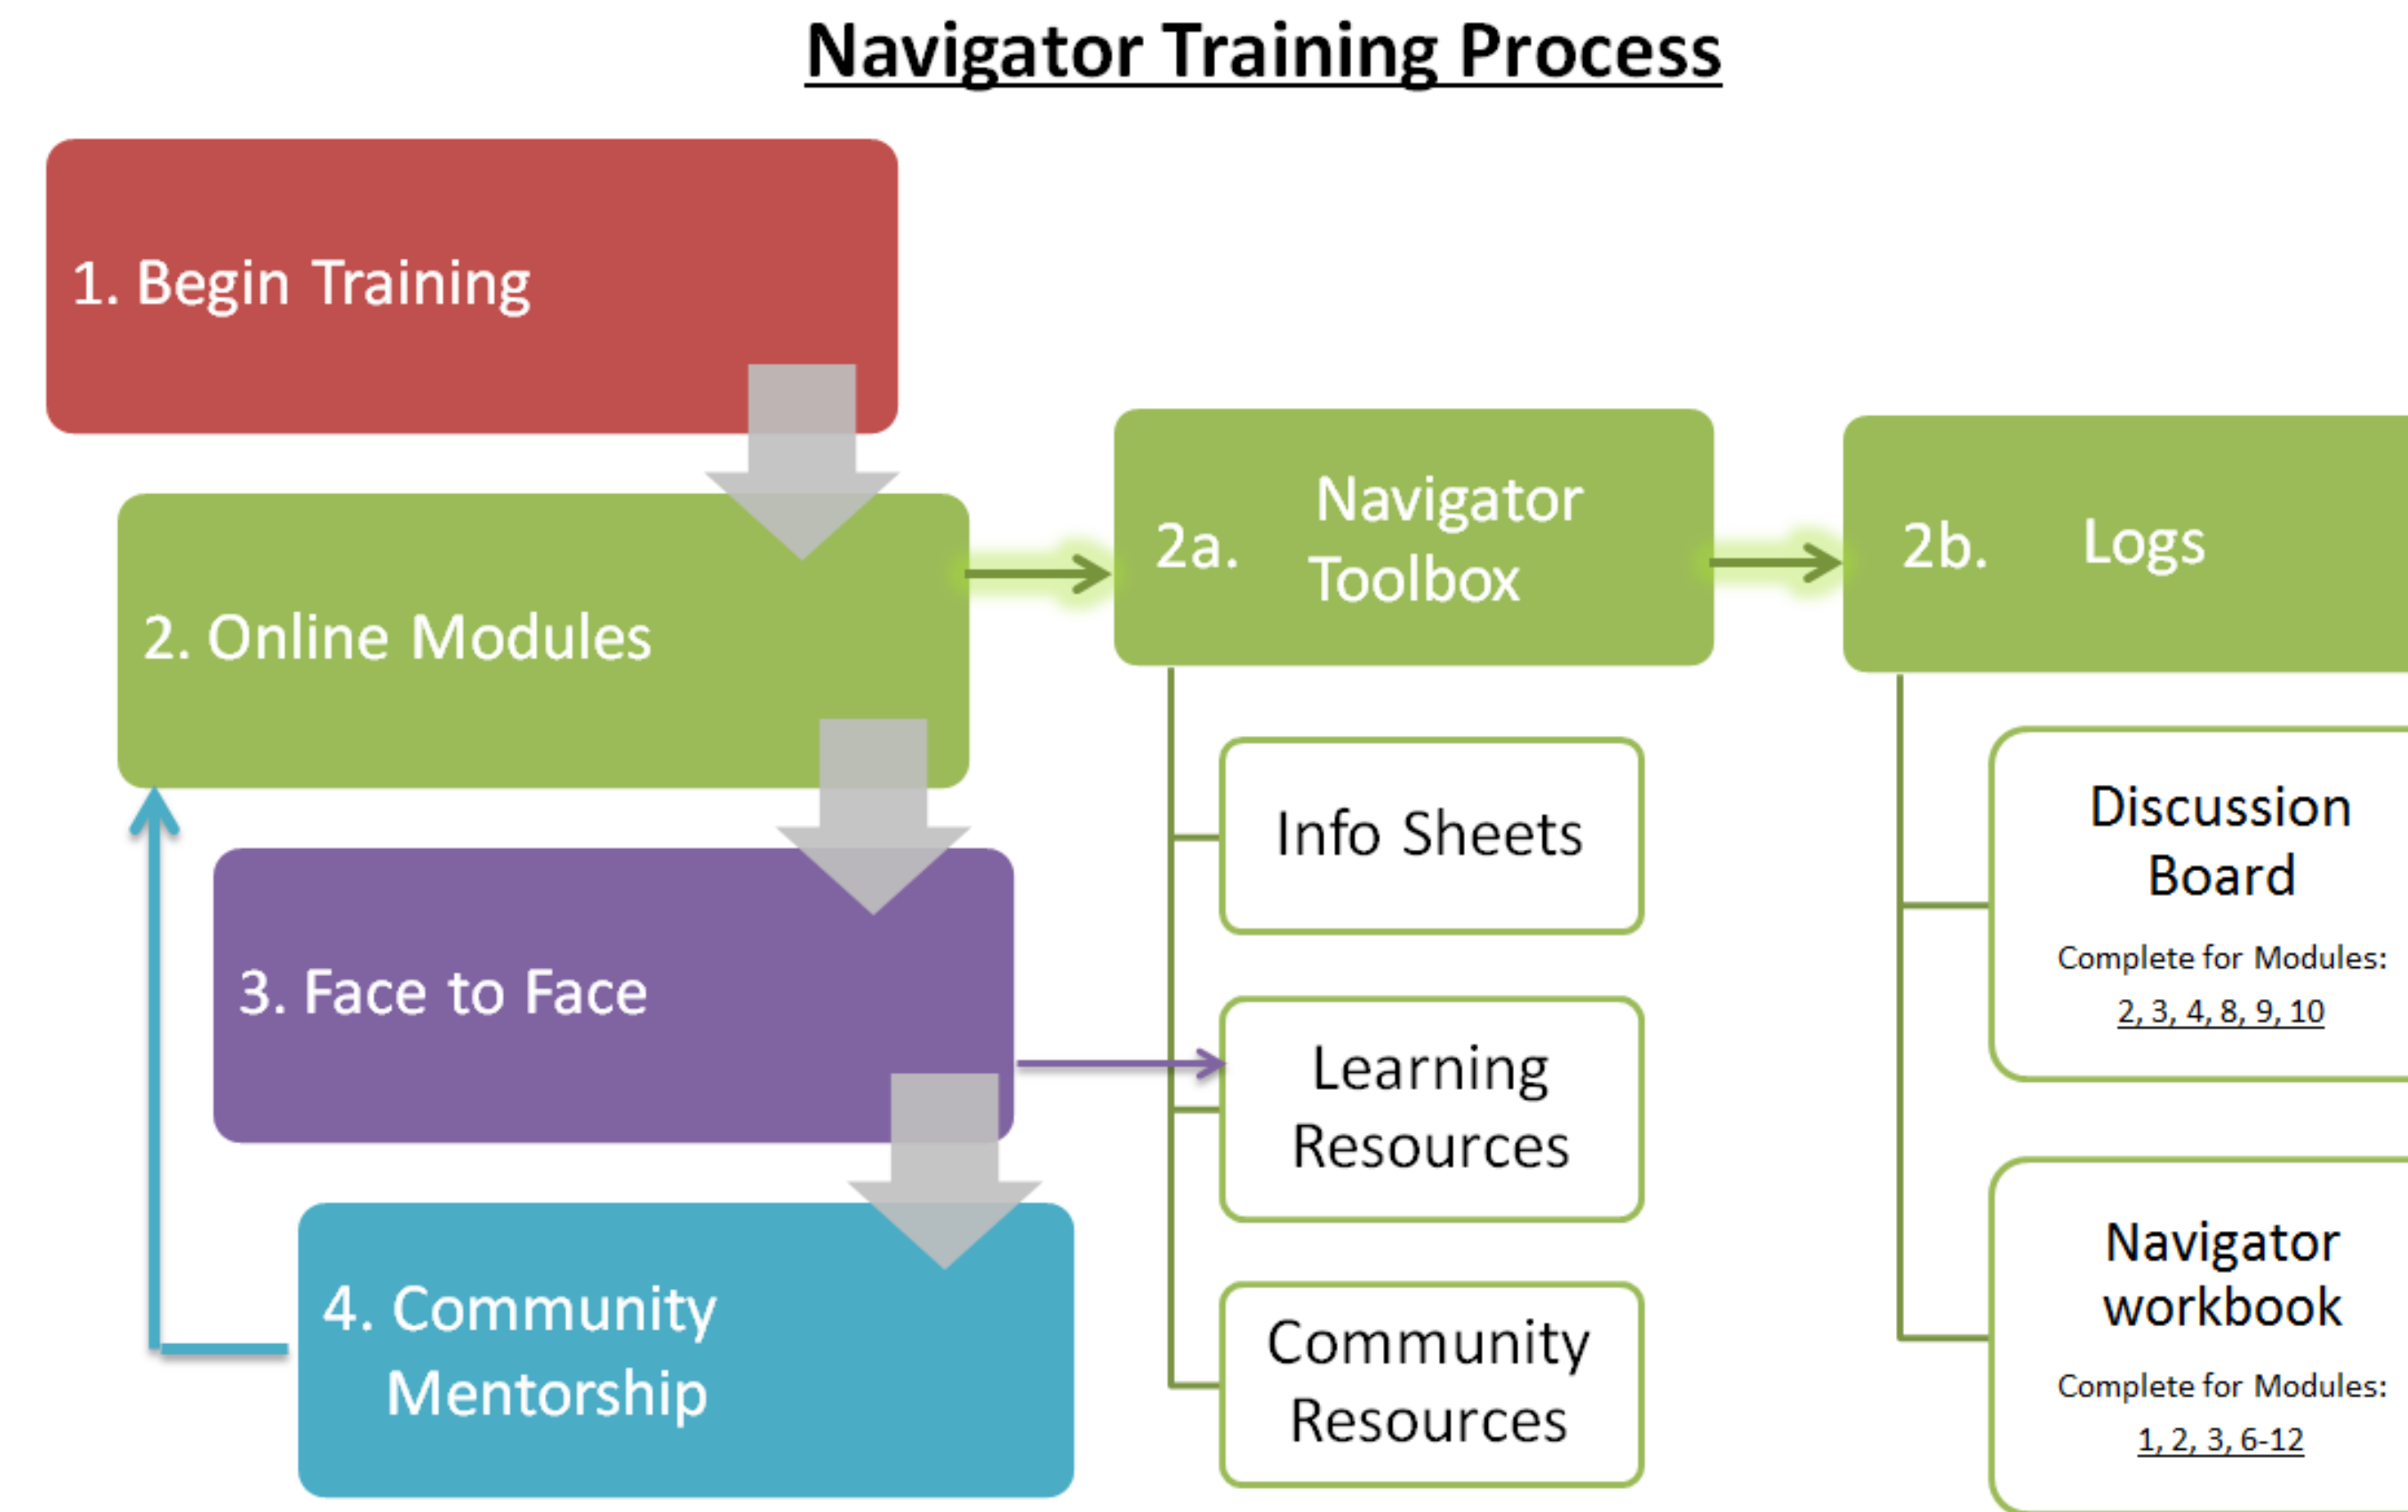 Navigator Training Process
1. Begin Training
2. Online Modules
3. Face to Face
4. Community
Mentorship
2a. Navigator
Toolbox
Info Sheets
Learning
Resources
Community
Resources
2b. Logs
Discussion
Board
Complete for Modules:
2, 3, 4, 8, 9, 10
Navigator
workbook
Complete for Modules:
1, 2, 3, 6-12